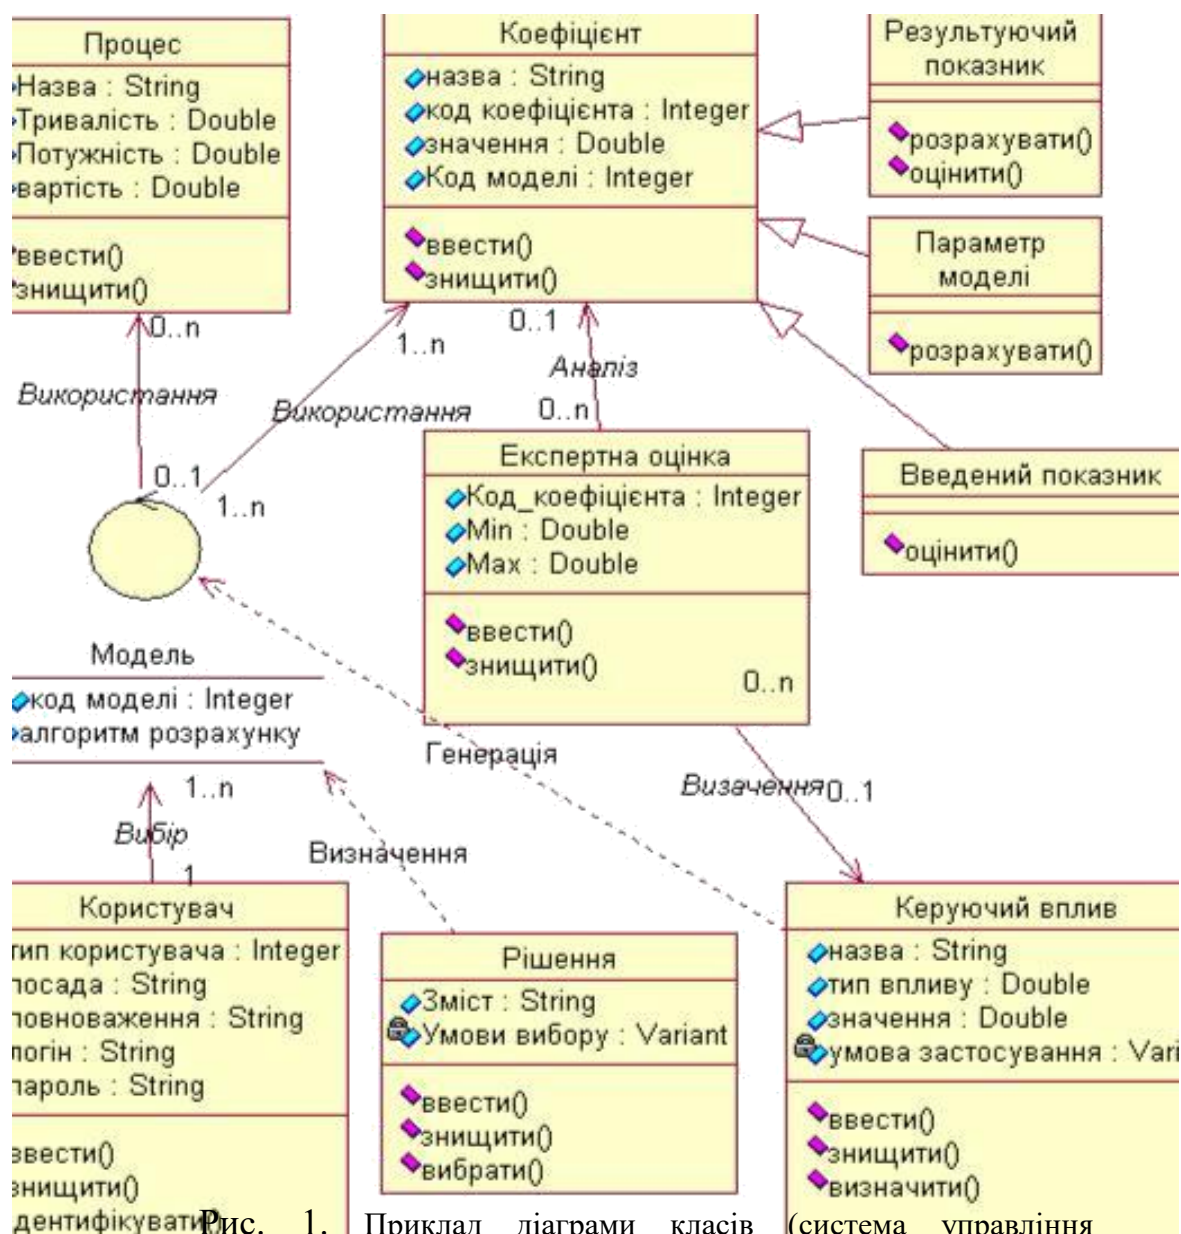 Процес
Назва : String
Тривалість : Double
Потужність : Double
вартість : Double
ввести()
знищити()
Коефіцієнт
назва : String
код коефіцієнта : Integer
значення : Double
Код моделі : Integer
ввести()
знищити()
Результуючий
показник
розрахувати()
оцінити()
Параметр
моделі
розрахувати()
0..n
1..n
0..1
Аналіз
Використання
Використання
0..n
0..1
1..n
Експертна оцінка
Код_коефіцієнта : Integer
Min : Double
Max : Double
ввести()
знищити()
0..n
Введений показник
оцінити()
Модель
код моделі : Integer
алгоритм розрахунку
Генерація
Визачення
0..1
1..n
Вибір
1
Визначення
Користувач
тип користувача : Integer
посада : String
повноваження : String
логін : String
пароль : String
ввести()
знищити()
дентифікувати()
Рішення
Зміст : String
Умови вибору : Variant
ввести()
знищити()
вибрати()
Керуючий вплив
назва : String
тип впливу : Double
значення : Double
умова застосування : Vari
ввести()
знищити()
визначити()
Рис. 1. Приклад діаграми класів (система управління